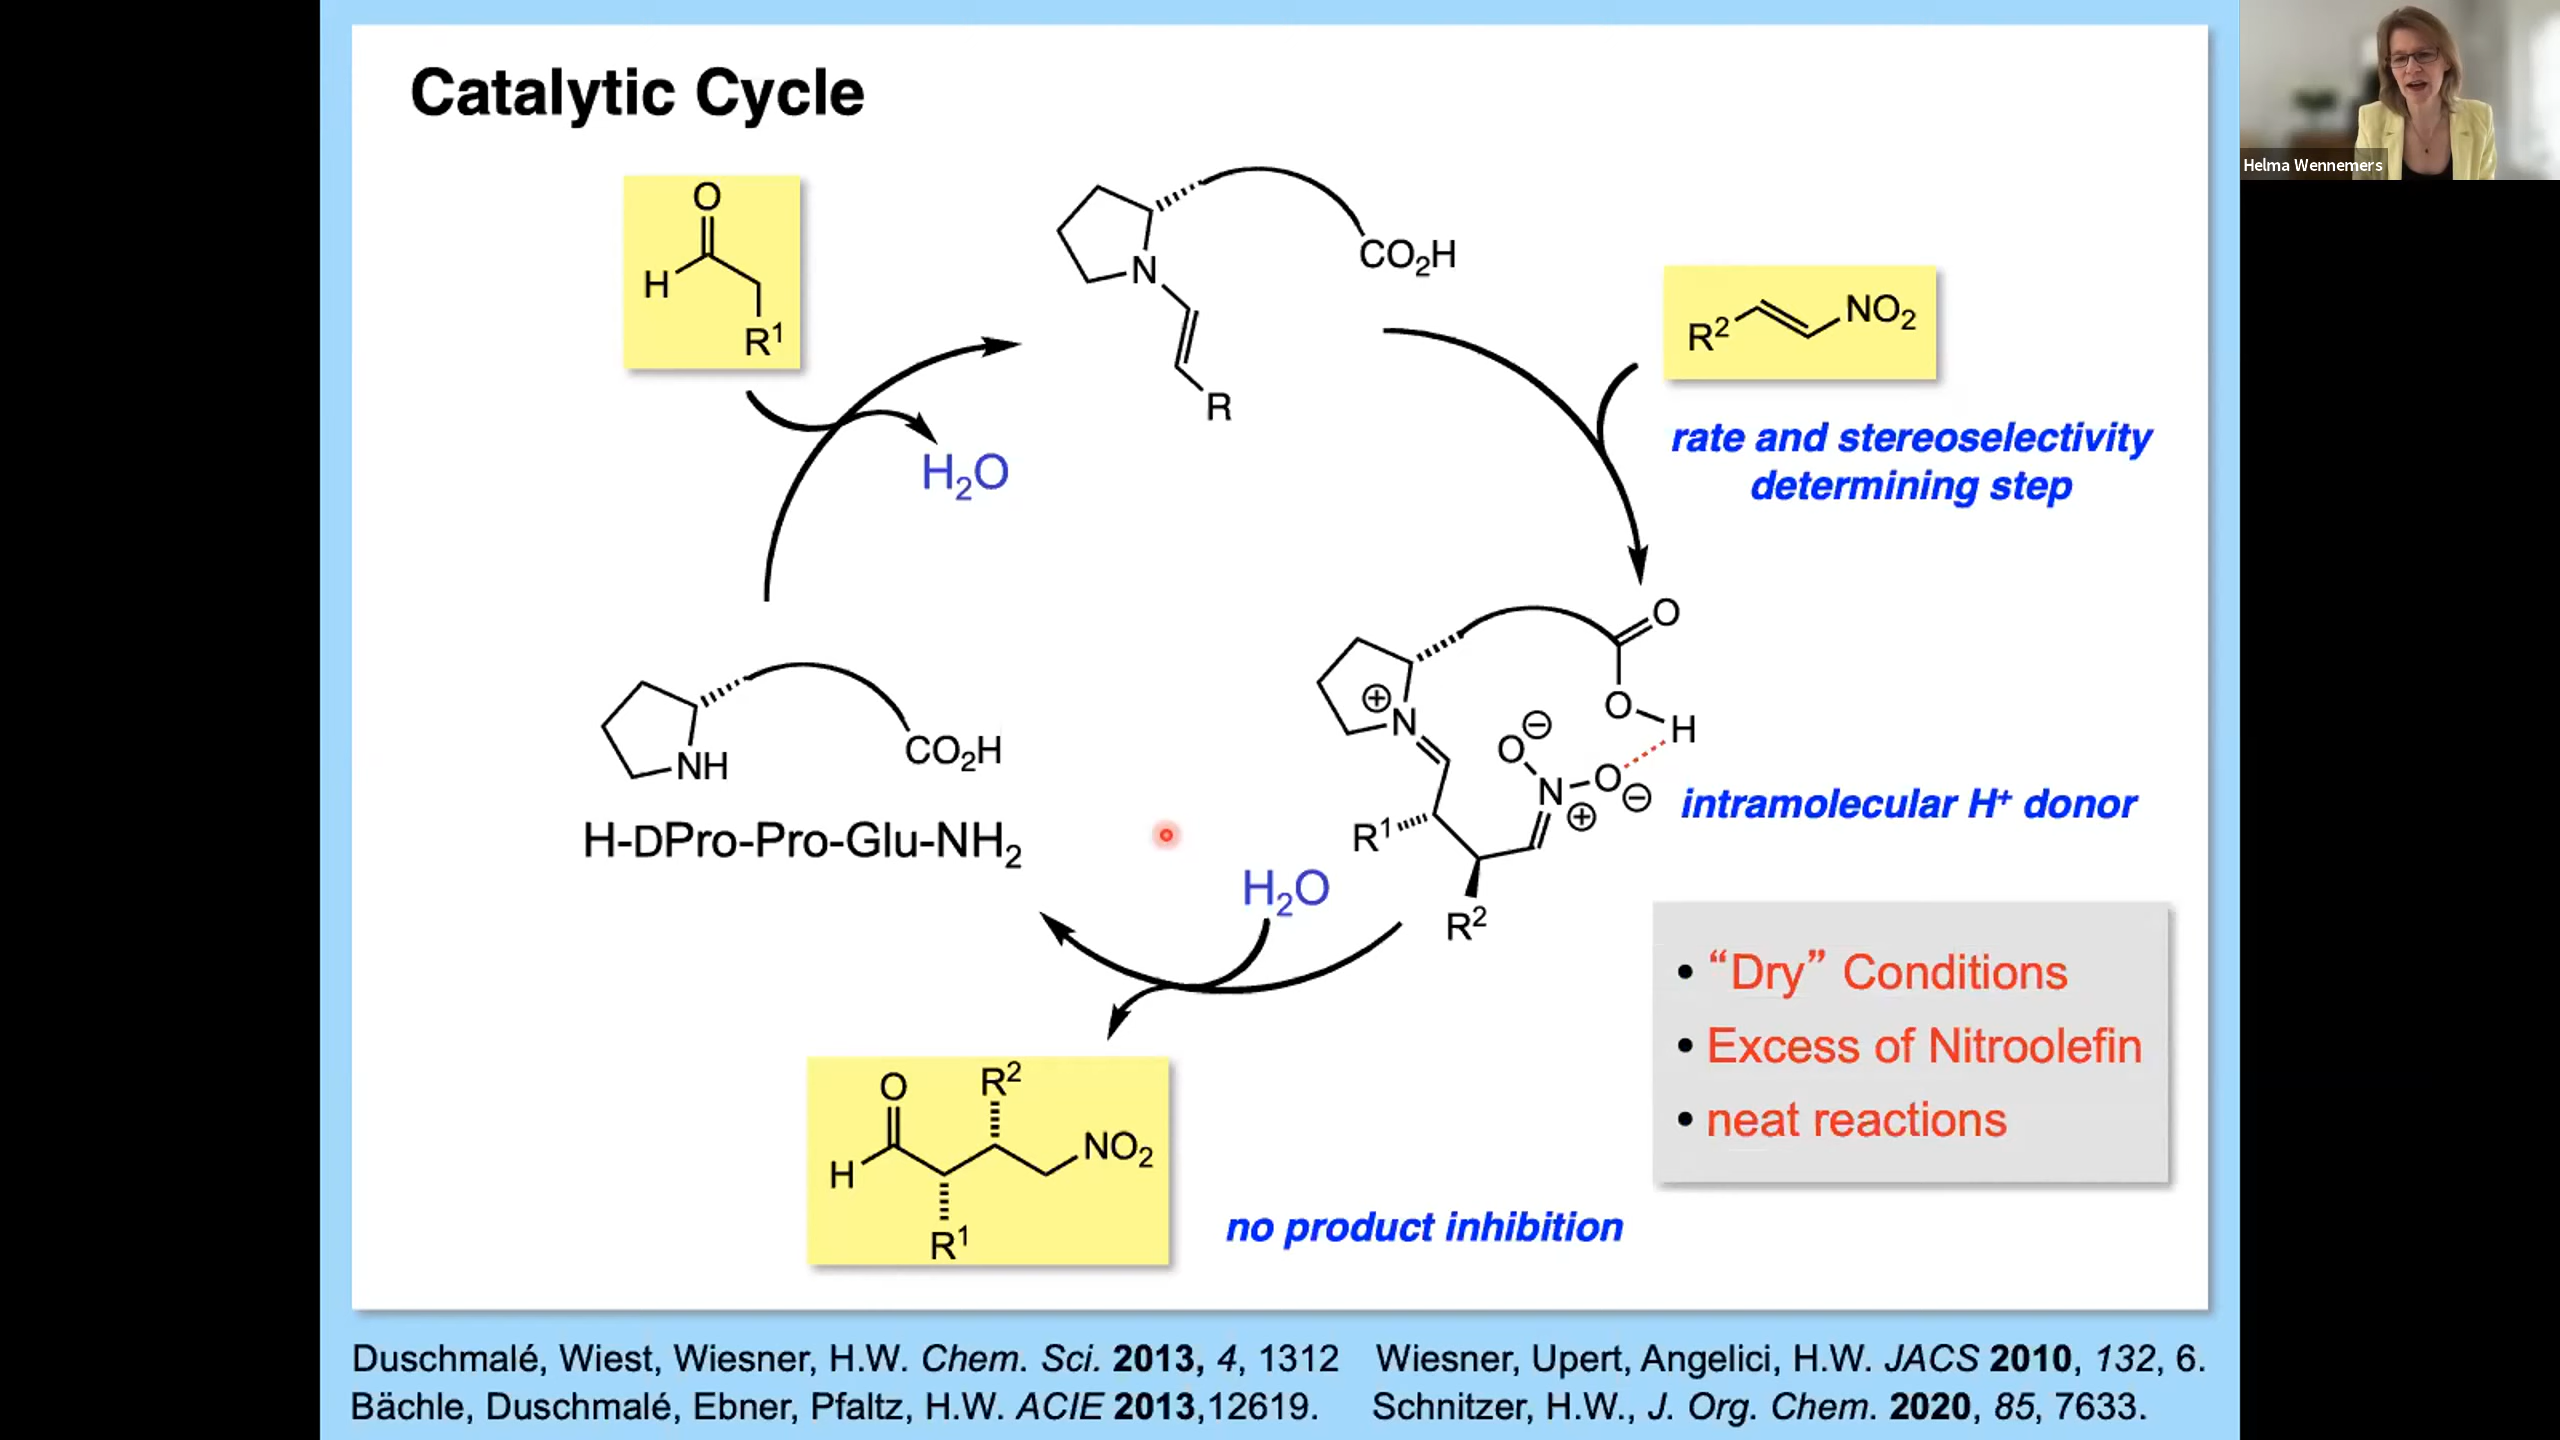 Catalytic Cycle
Helma Wennemers
O
H
R¹
H₂O
N
CO₂H
R
R² NO₂
rate and stereoselectivity
determining step
NH
CO₂H
H-DPro-Pro-Glu-NH₂
O
O
H
⊕
N
⊖
O
N
O
⊖
⊕
R¹
R²
intramolecular H⁺ donor
H₂O
• “Dry” Conditions
• Excess of Nitroolefin
• neat reactions
O
R²
H
NO₂
R¹
no product inhibition
Duschmalé, Wiest, Wiesner, H.W. Chem. Sci. 2013, 4, 1312
Bächle, Duschmalé, Ebner, Pfaltz, H.W. ACIE 2013,12619.
Wiesner, Upert, Angelici, H.W. JACS 2010, 132, 6.
Schnitzer, H.W., J. Org. Chem. 2020, 85, 7633.